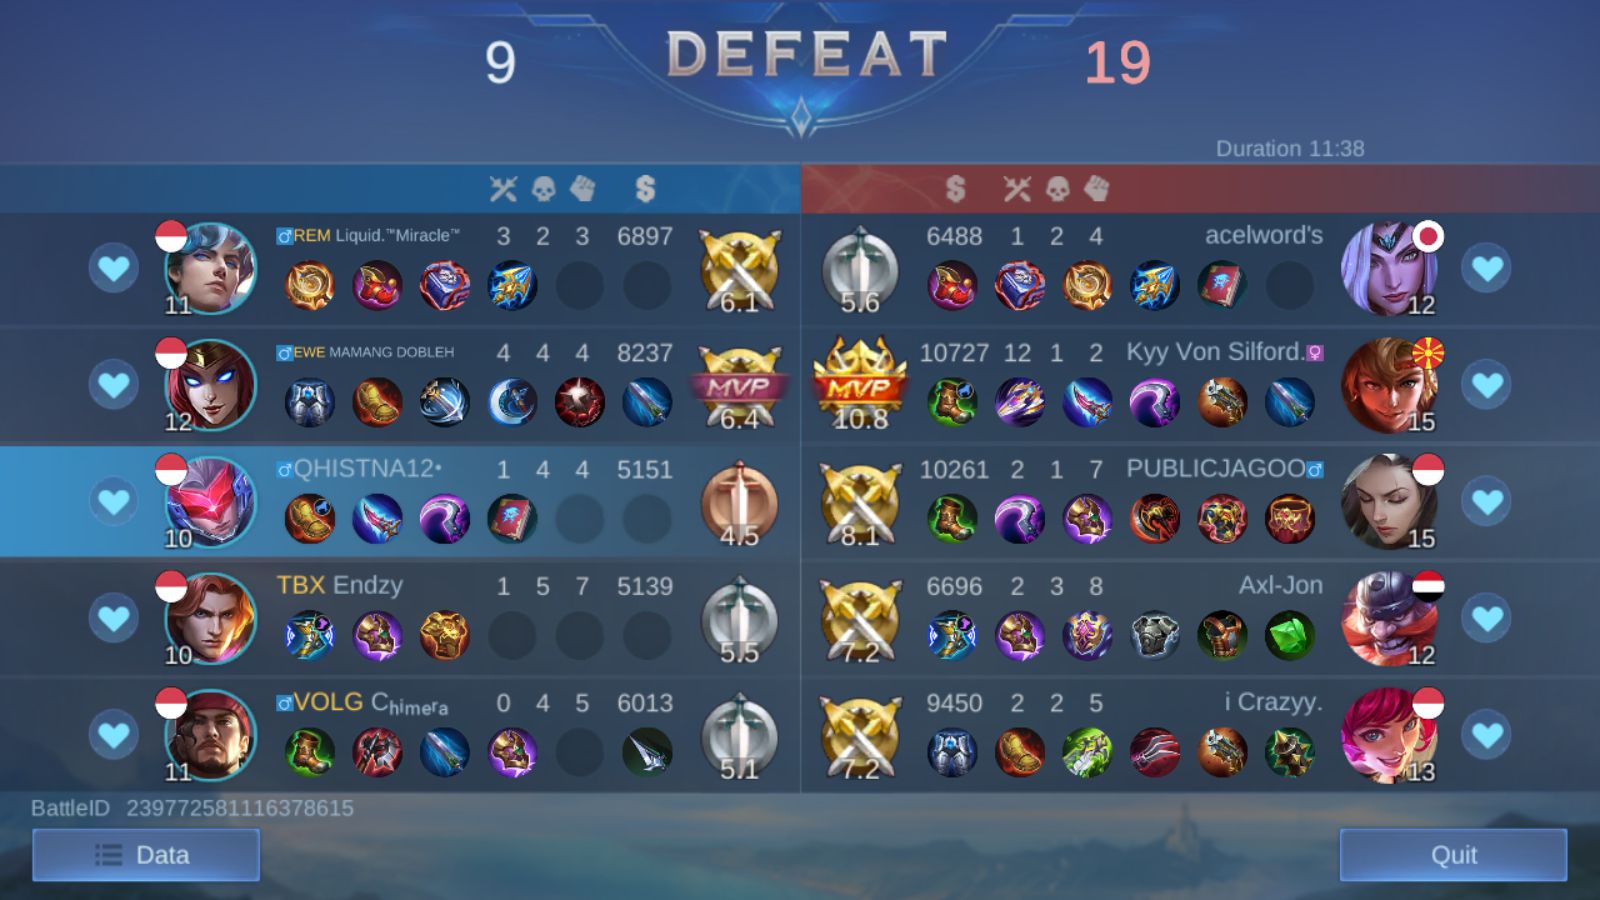 9 DEFEAT 19
Duration 11:38
REM Liquid.™Miracle™ 3 2 3 6897
11 6.1
6488 1 2 4 acelword's
5.6 12
EWE MAMANG DOBLEH 4 4 4 8237
12 MVP 6.4
10727 12 1 2 Kyy Von Silford.
MVP 10.8 15
QHISTNA12• 1 4 4 5151
10 4.5
10261 2 1 7 PUBLICJAGOO
8.1 15
TBX Endzy 1 5 7 5139
10 5.5
6696 2 3 8 Axl-Jon
7.2 12
VOLG Chimera 0 4 5 6013
11 5.1
9450 2 2 5 i Crazyy.
7.2 13
BattleID 239772581116378615
Data
Quit